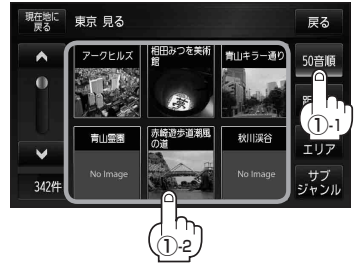 現在地に
戻る
東京 見る
戻る
アークヒルズ
相田みつを美術
館
青山キラー通り
50音順
①-1
青山霊園
赤崎遊歩道潮風
の道
秋川渓谷
エリア
No Image
No Image
342件
サブ
ジャンル
①-2